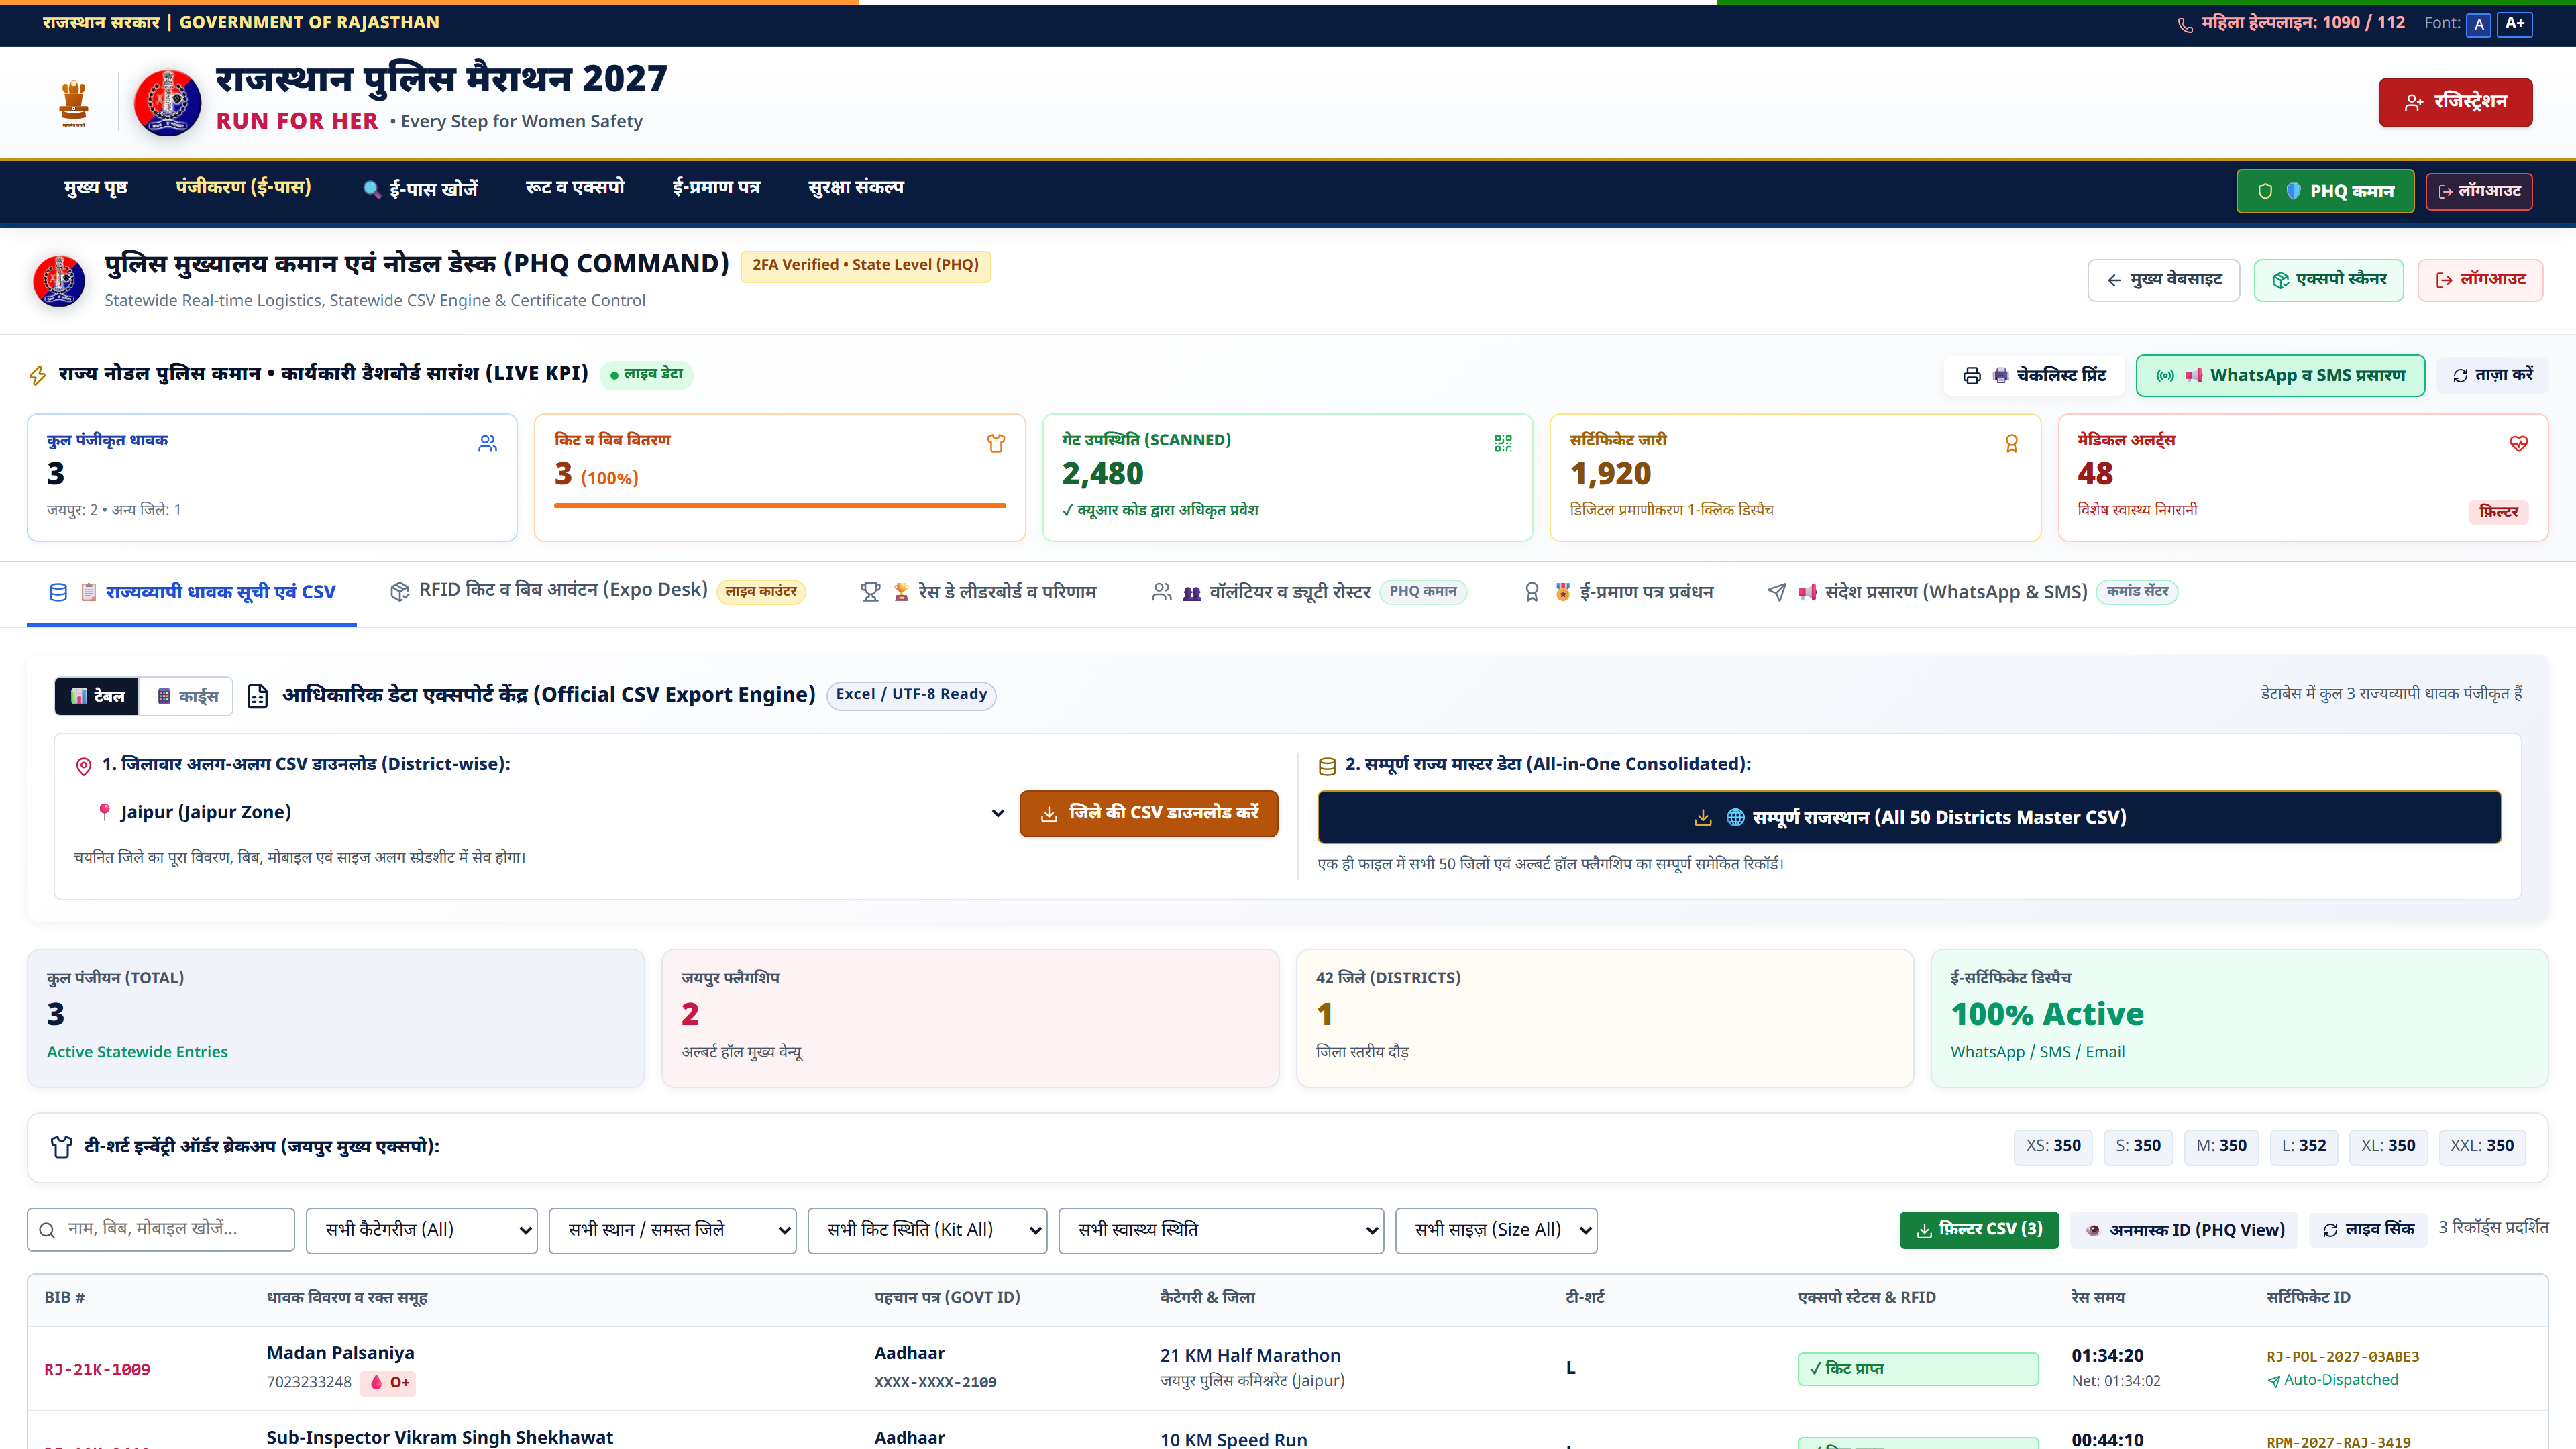 राजस्थान सरकार | GOVERNMENT OF RAJASTHAN
महिला हेल्पलाइन: 1090 / 112 Font: A A+
राजस्थान पुलिस मैराथन 2027
RUN FOR HER • Every Step for Women Safety
रजिस्ट्रेशन
मुख्य पृष्ठ पंजीकरण (ई-पास) ई-पास खोजें रूट व एक्सपो ई-प्रमाण पत्र सुरक्षा संकल्प PHQ कमान लॉगआउट
पुलिस मुख्यालय कमान एवं नोडल डेस्क (PHQ COMMAND) 2FA Verified • State Level (PHQ)
Statewide Real-time Logistics, Statewide CSV Engine & Certificate Control
मुख्य वेबसाइट एक्सपो स्कैनर लॉगआउट
राज्य नोडल पुलिस कमान • कार्यकारी डैशबोर्ड सारांश (LIVE KPI) ● लाइव डेटा
चेकलिस्ट प्रिंट WhatsApp व SMS प्रसारण ताज़ा करें
कुल पंजीकृत धावक
3
जयपुर: 2 • अन्य जिले: 1
किट व बिब वितरण
3 (100%)
गेट उपस्थिति (SCANNED)
2,480
✓ क्यूआर कोड द्वारा अधिकृत प्रवेश
सर्टिफिकेट जारी
1,920
डिजिटल प्रमाणीकरण 1-क्लिक डिस्पैच
मेडिकल अलर्ट्स
48
विशेष स्वास्थ्य निगरानी फ़िल्टर
राज्यव्यापी धावक सूची एवं CSV RFID किट व बिब आवंटन (Expo Desk) लाइव काउंटर रेस डे लीडरबोर्ड व परिणाम वॉलंटियर व ड्यूटी रोस्टर PHQ कमान ई-प्रमाण पत्र प्रबंधन संदेश प्रसारण (WhatsApp & SMS) कमांड सेंटर
टेबल कार्ड्स आधिकारिक डेटा एक्सपोर्ट केंद्र (Official CSV Export Engine) Excel / UTF-8 Ready
डेटाबेस में कुल 3 राज्यव्यापी धावक पंजीकृत हैं
1. जिलावार अलग-अलग CSV डाउनलोड (District-wise):
Jaipur (Jaipur Zone) जिले की CSV डाउनलोड करें
चयनित जिले का पूरा विवरण, बिब, मोबाइल एवं साइज अलग स्प्रेडशीट में सेव होगा।
2. सम्पूर्ण राज्य मास्टर डेटा (All-in-One Consolidated):
सम्पूर्ण राजस्थान (All 50 Districts Master CSV)
एक ही फाइल में सभी 50 जिलों एवं अल्बर्ट हॉल फ्लैगशिप का सम्पूर्ण समेकित रिकॉर्ड।
कुल पंजीयन (TOTAL)
3
Active Statewide Entries
जयपुर फ्लैगशिप
2
अल्बर्ट हॉल मुख्य वेन्यू
42 जिले (DISTRICTS)
1
जिला स्तरीय दौड़
ई-सर्टिफिकेट डिस्पैच
100% Active
WhatsApp / SMS / Email
टी-शर्ट इन्वेंट्री ऑर्डर ब्रेकअप (जयपुर मुख्य एक्सपो):
XS: 350 S: 350 M: 350 L: 352 XL: 350 XXL: 350
नाम, बिब, मोबाइल खोजें... सभी कैटेगरीज (All) सभी स्थान / समस्त जिले सभी किट स्थिति (Kit All) सभी स्वास्थ्य स्थिति सभी साइज़ (Size All)
फ़िल्टर CSV (3) अनमास्क ID (PHQ View) लाइव सिंक 3 रिकॉर्ड्स प्रदर्शित
BIB # धावक विवरण व रक्त समूह पहचान पत्र (GOVT ID) कैटेगरी & जिला टी-शर्ट एक्सपो स्टेटस & RFID रेस समय सर्टिफिकेट ID
RJ-21K-1009
Madan Palsaniya
7023233248 O+
Aadhaar
XXXX-XXXX-2109
21 KM Half Marathon
जयपुर पुलिस कमिश्नरेट (Jaipur)
L
✓ किट प्राप्त
01:34:20
Net: 01:34:02
RJ-POL-2027-03ABE3
Auto-Dispatched
Sub-Inspector Vikram Singh Shekhawat
Aadhaar
10 KM Speed Run
00:44:10
RPM-2027-RAJ-3419